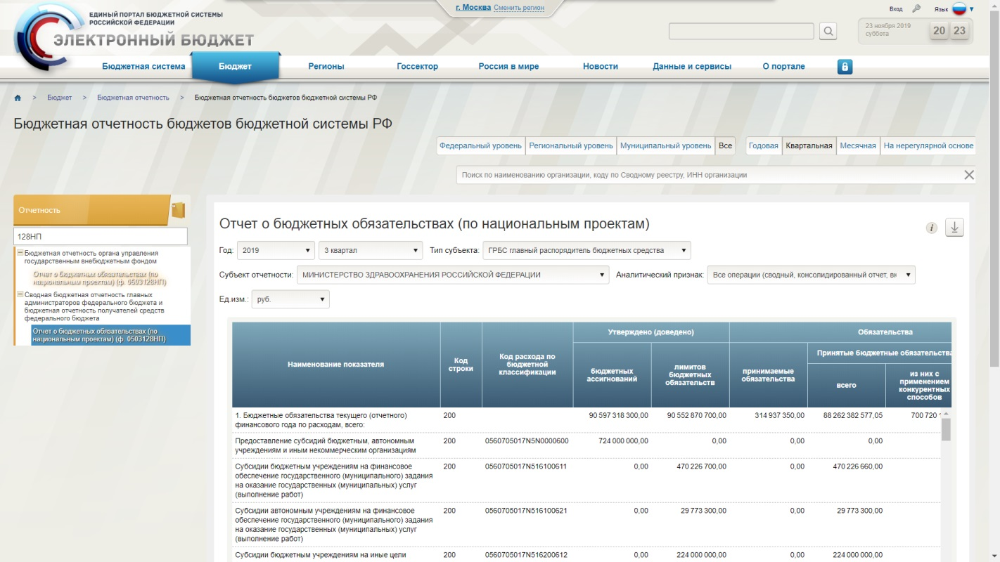 г. Москва Сменить регион
ЕДИНЫЙ ПОРТАЛ БЮДЖЕТНОЙ СИСТЕМЫ
РОССИЙСКОЙ ФЕДЕРАЦИИ
ЭЛЕКТРОННЫЙ БЮДЖЕТ
Вход
Язык
23 ноября 2019
суббота
20 23
Бюджетная система
Бюджет
Регионы
Госсектор
Россия в мире
Новости
Данные и сервисы
О портале
> Бюджет > Бюджетная отчетность > Бюджетная отчетность бюджетов бюджетной системы РФ
Бюджетная отчетность бюджетов бюджетной системы РФ
Федеральный уровень Региональный уровень Муниципальный уровень Все
Годовая Квартальная Месячная На нерегулярной основе
Поиск по наименованию организации, коду по Сводному реестру, ИНН организации
Отчетность
128НП
Бюджетная отчетность органа управления
государственным внебюджетным фондом
Отчет о бюджетных обязательствах (по
национальным проектам) (ф. 0503128НП)
Сводная бюджетная отчетность главных
администраторов федерального бюджета и
бюджетная отчетность получателей средств
федерального бюджета
Отчет о бюджетных обязательствах (по
национальным проектам) (ф. 0503128НП)
Отчет о бюджетных обязательствах (по национальным проектам)
Год: 2019 3 квартал Тип субъекта: ГРБС главный распорядитель бюджетных средства
Субъект отчетности: МИНИСТЕРСТВО ЗДРАВООХРАНЕНИЯ РОССИЙСКОЙ ФЕДЕРАЦИИ Аналитический признак: Все операции (сводный, консолидированный отчет, вк
Ед.изм.: руб.
Наименование показателя
Код
строки
Код расхода по
бюджетной
классификации
Утверждено (доведено)
бюджетных
ассигнований
лимитов
бюджетных
обязательств
Обязательства
принимаемые
обязательства
Принятые бюджетные обязательства
всего
из них с
применением
конкурентных
способов
1. Бюджетные обязательства текущего (отчетного) 200 90 597 318 300,00 90 552 870 700,00 314 937 350,00 88 262 382 577,05 700 720
финансового года по расходам, всего:
Предоставление субсидий бюджетным, автономным 200 0560705017N5N0000600 724 000 000,00 0,00 0,00 0,00
учреждениям и иным некоммерческим организациям
Субсидии бюджетным учреждениям на финансовое 200 0560705017N516100611 0,00 470 226 700,00 0,00 470 226 660,00
обеспечение государственного (муниципального) задания
на оказание государственных (муниципальных) услуг
(выполнение работ)
Субсидии автономным учреждениям на финансовое 200 0560705017N516100621 0,00 29 773 300,00 0,00 29 773 300,00
обеспечение государственного (муниципального) задания
на оказание государственных (муниципальных) услуг
(выполнение работ)
Субсидии бюджетным учреждениям на иные цели 200 0560705017N516200612 0,00 224 000 000,00 0,00 224 000 000,00